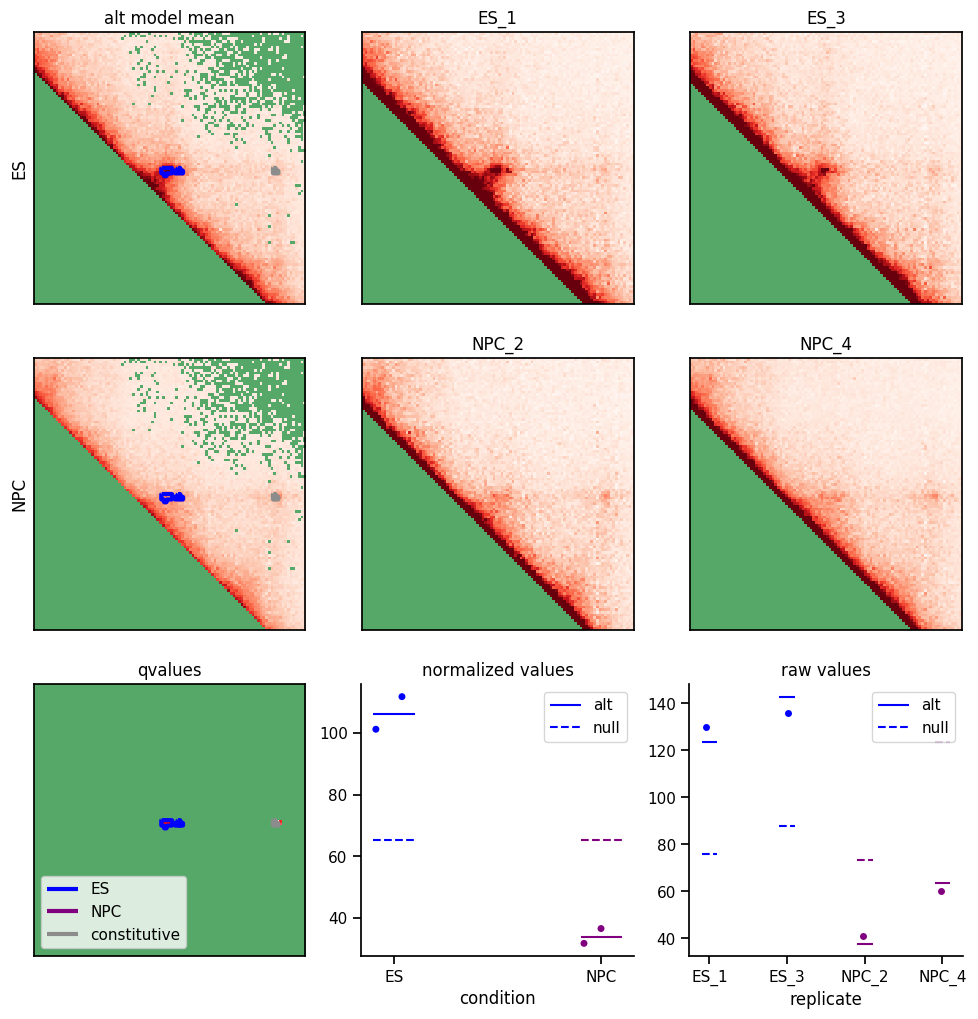 alt model mean
ES_1
ES_3
ES
NPC_2
NPC_4
NPC
qvalues
normalized values
raw values
ES
NPC
constitutive
100
80
60
40
alt
null
ES
NPC
condition
140
120
100
80
60
40
alt
null
ES_1
ES_3
NPC_2
NPC_4
replicate